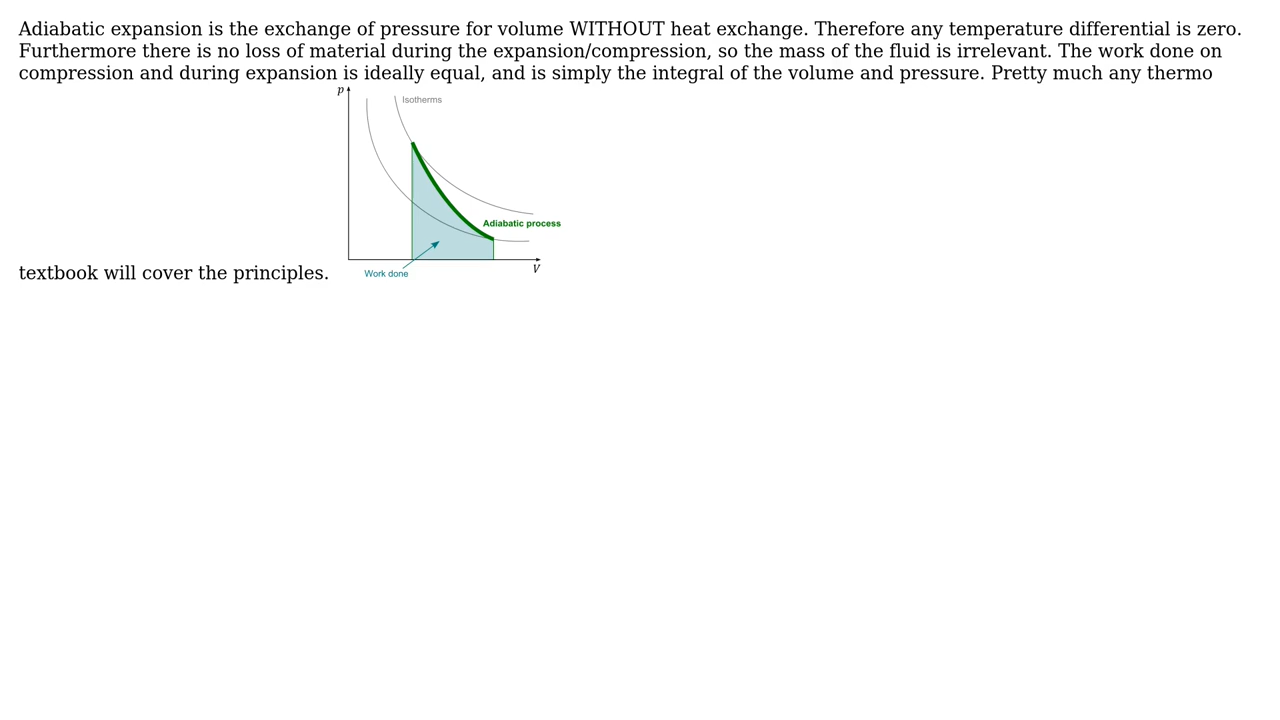 Adiabatic expansion is the exchange of pressure for volume WITHOUT heat exchange. Therefore any temperature differential is zero.
Furthermore there is no loss of material during the expansion/compression, so the mass of the fluid is irrelevant. The work done on
compression and during expansion is ideally equal, and is simply the integral of the volume and pressure. Pretty much any thermo
p
Isotherms
Adiabatic process
V
Work done
textbook will cover the principles.